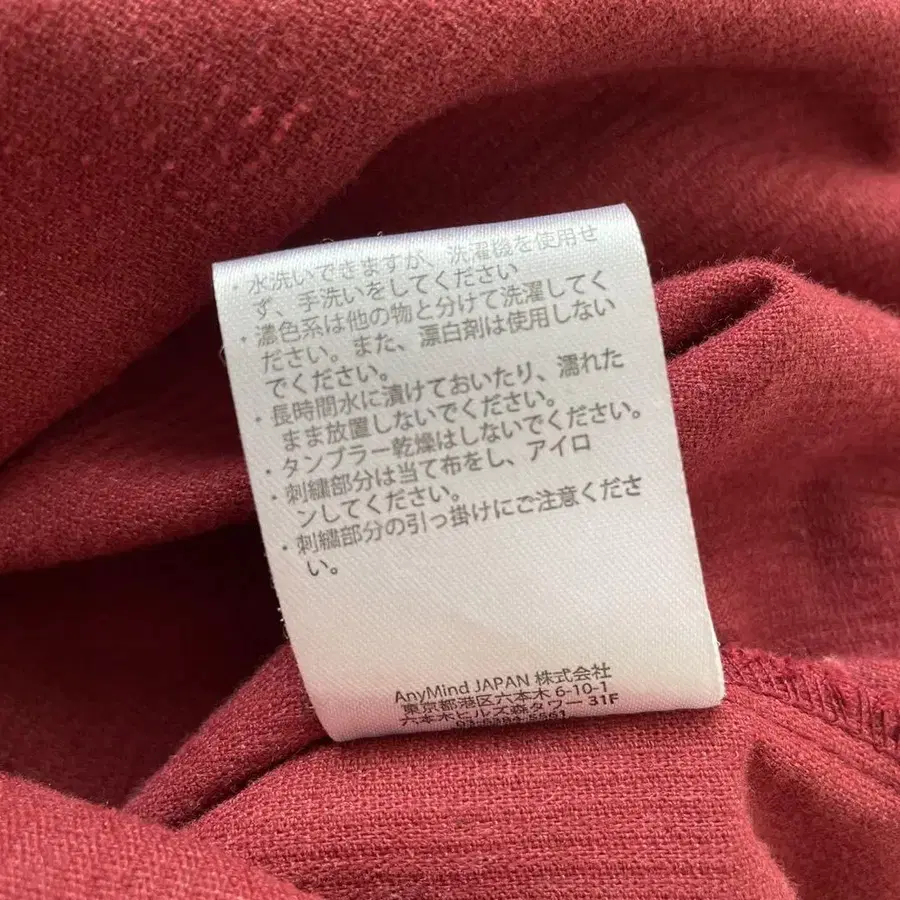 ・水洗いできますが、洗濯機を使用せ
ず、手洗いをしてください
・濃色系は他の物と分けて洗濯してく
ださい。また、漂白剤は使用しない
でください。
・長時間水に漬けておいたり、濡れた
まま放置しないでください。
・タンブラー乾燥はしないでください。
・刺繍部分は当て布をし、アイロ
ンしてください。
・刺繍部分の引っ掛けにご注意くださ
い。
AnyMind JAPAN 株式会社
東京都港区六本木 6-10-1
六本木ヒルズ森タワー 31F